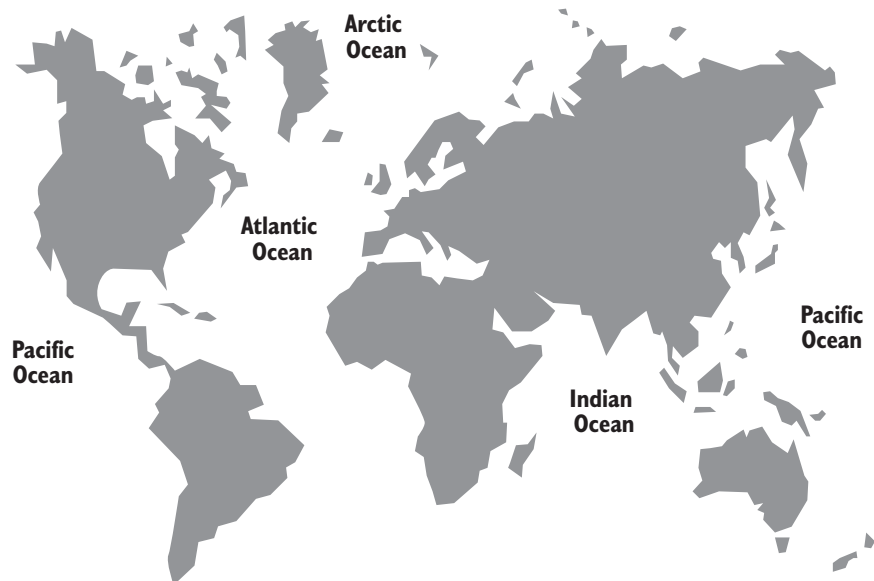 Arctic
Ocean
Atlantic
Ocean
Pacific
Ocean
Pacific
Ocean
Indian
Ocean